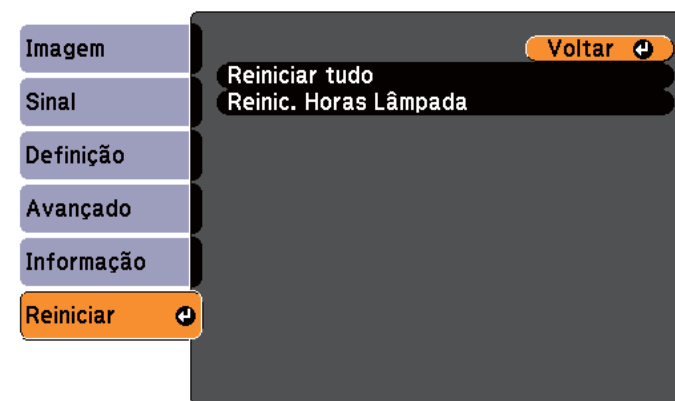 Imagem
Sinal
Definição
Avançado
Informação
Reiniciar
Voltar
Reiniciar tudo
Reinic. Horas Lâmpada